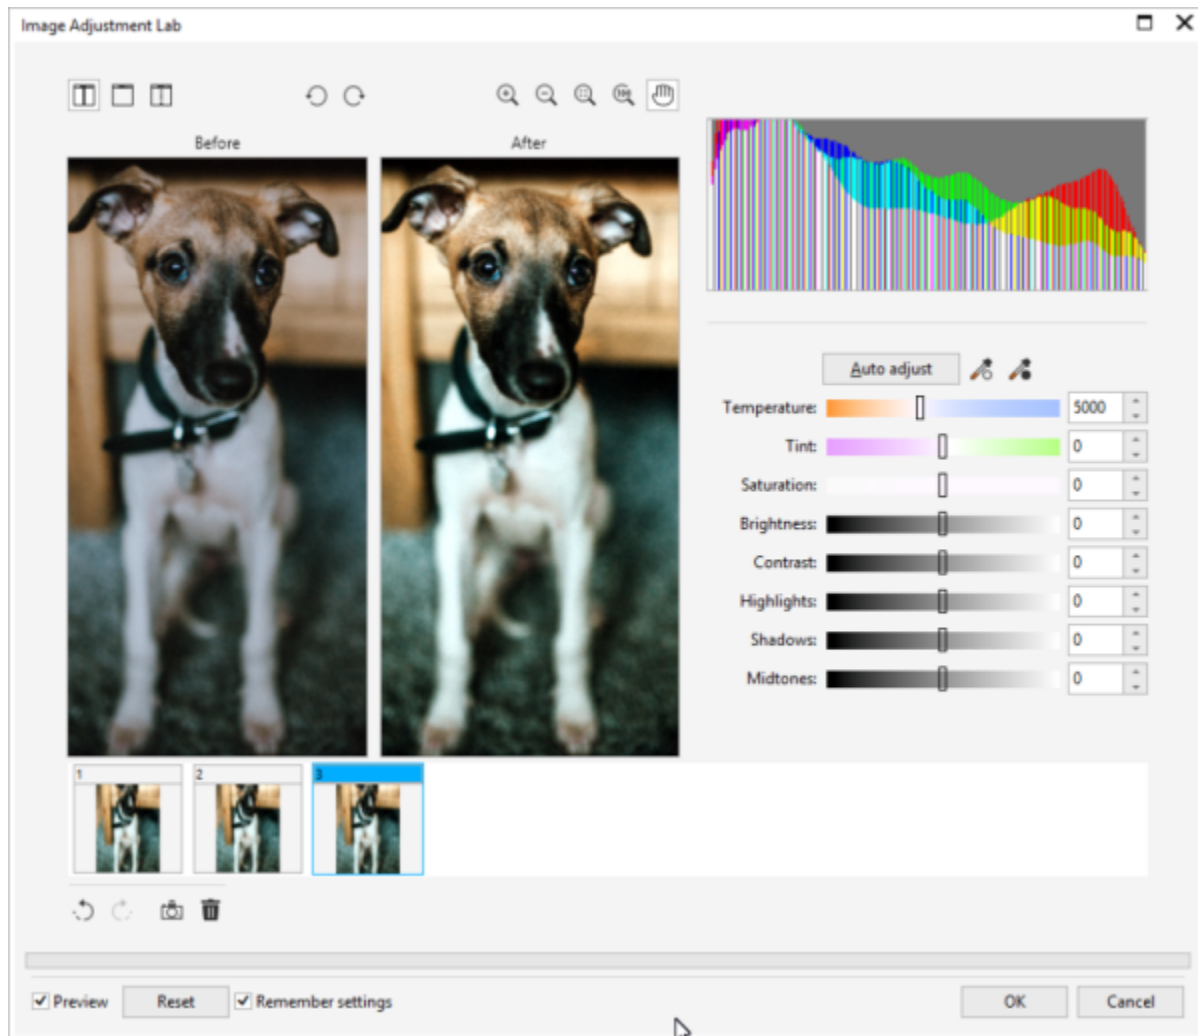 Image Adjustment Lab
Before
After
Auto adjust
Temperature: 5000
Tint: 0
Saturation: 0
Brightness: 0
Contrast: 0
Highlights: 0
Shadows: 0
Midtones: 0
1
2
3
Preview
Reset
Remember settings
OK
Cancel